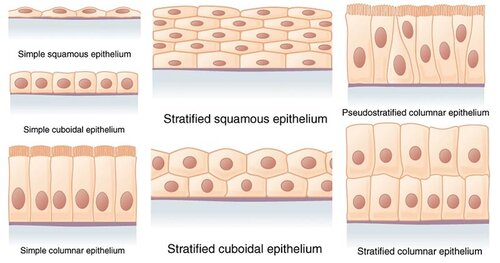 Simple squamous epithelium
Simple cuboidal epithelium
Simple columnar epithelium
Stratified squamous epithelium
Stratified cuboidal epithelium
Pseudostratified columnar epithelium
Stratified columnar epithelium